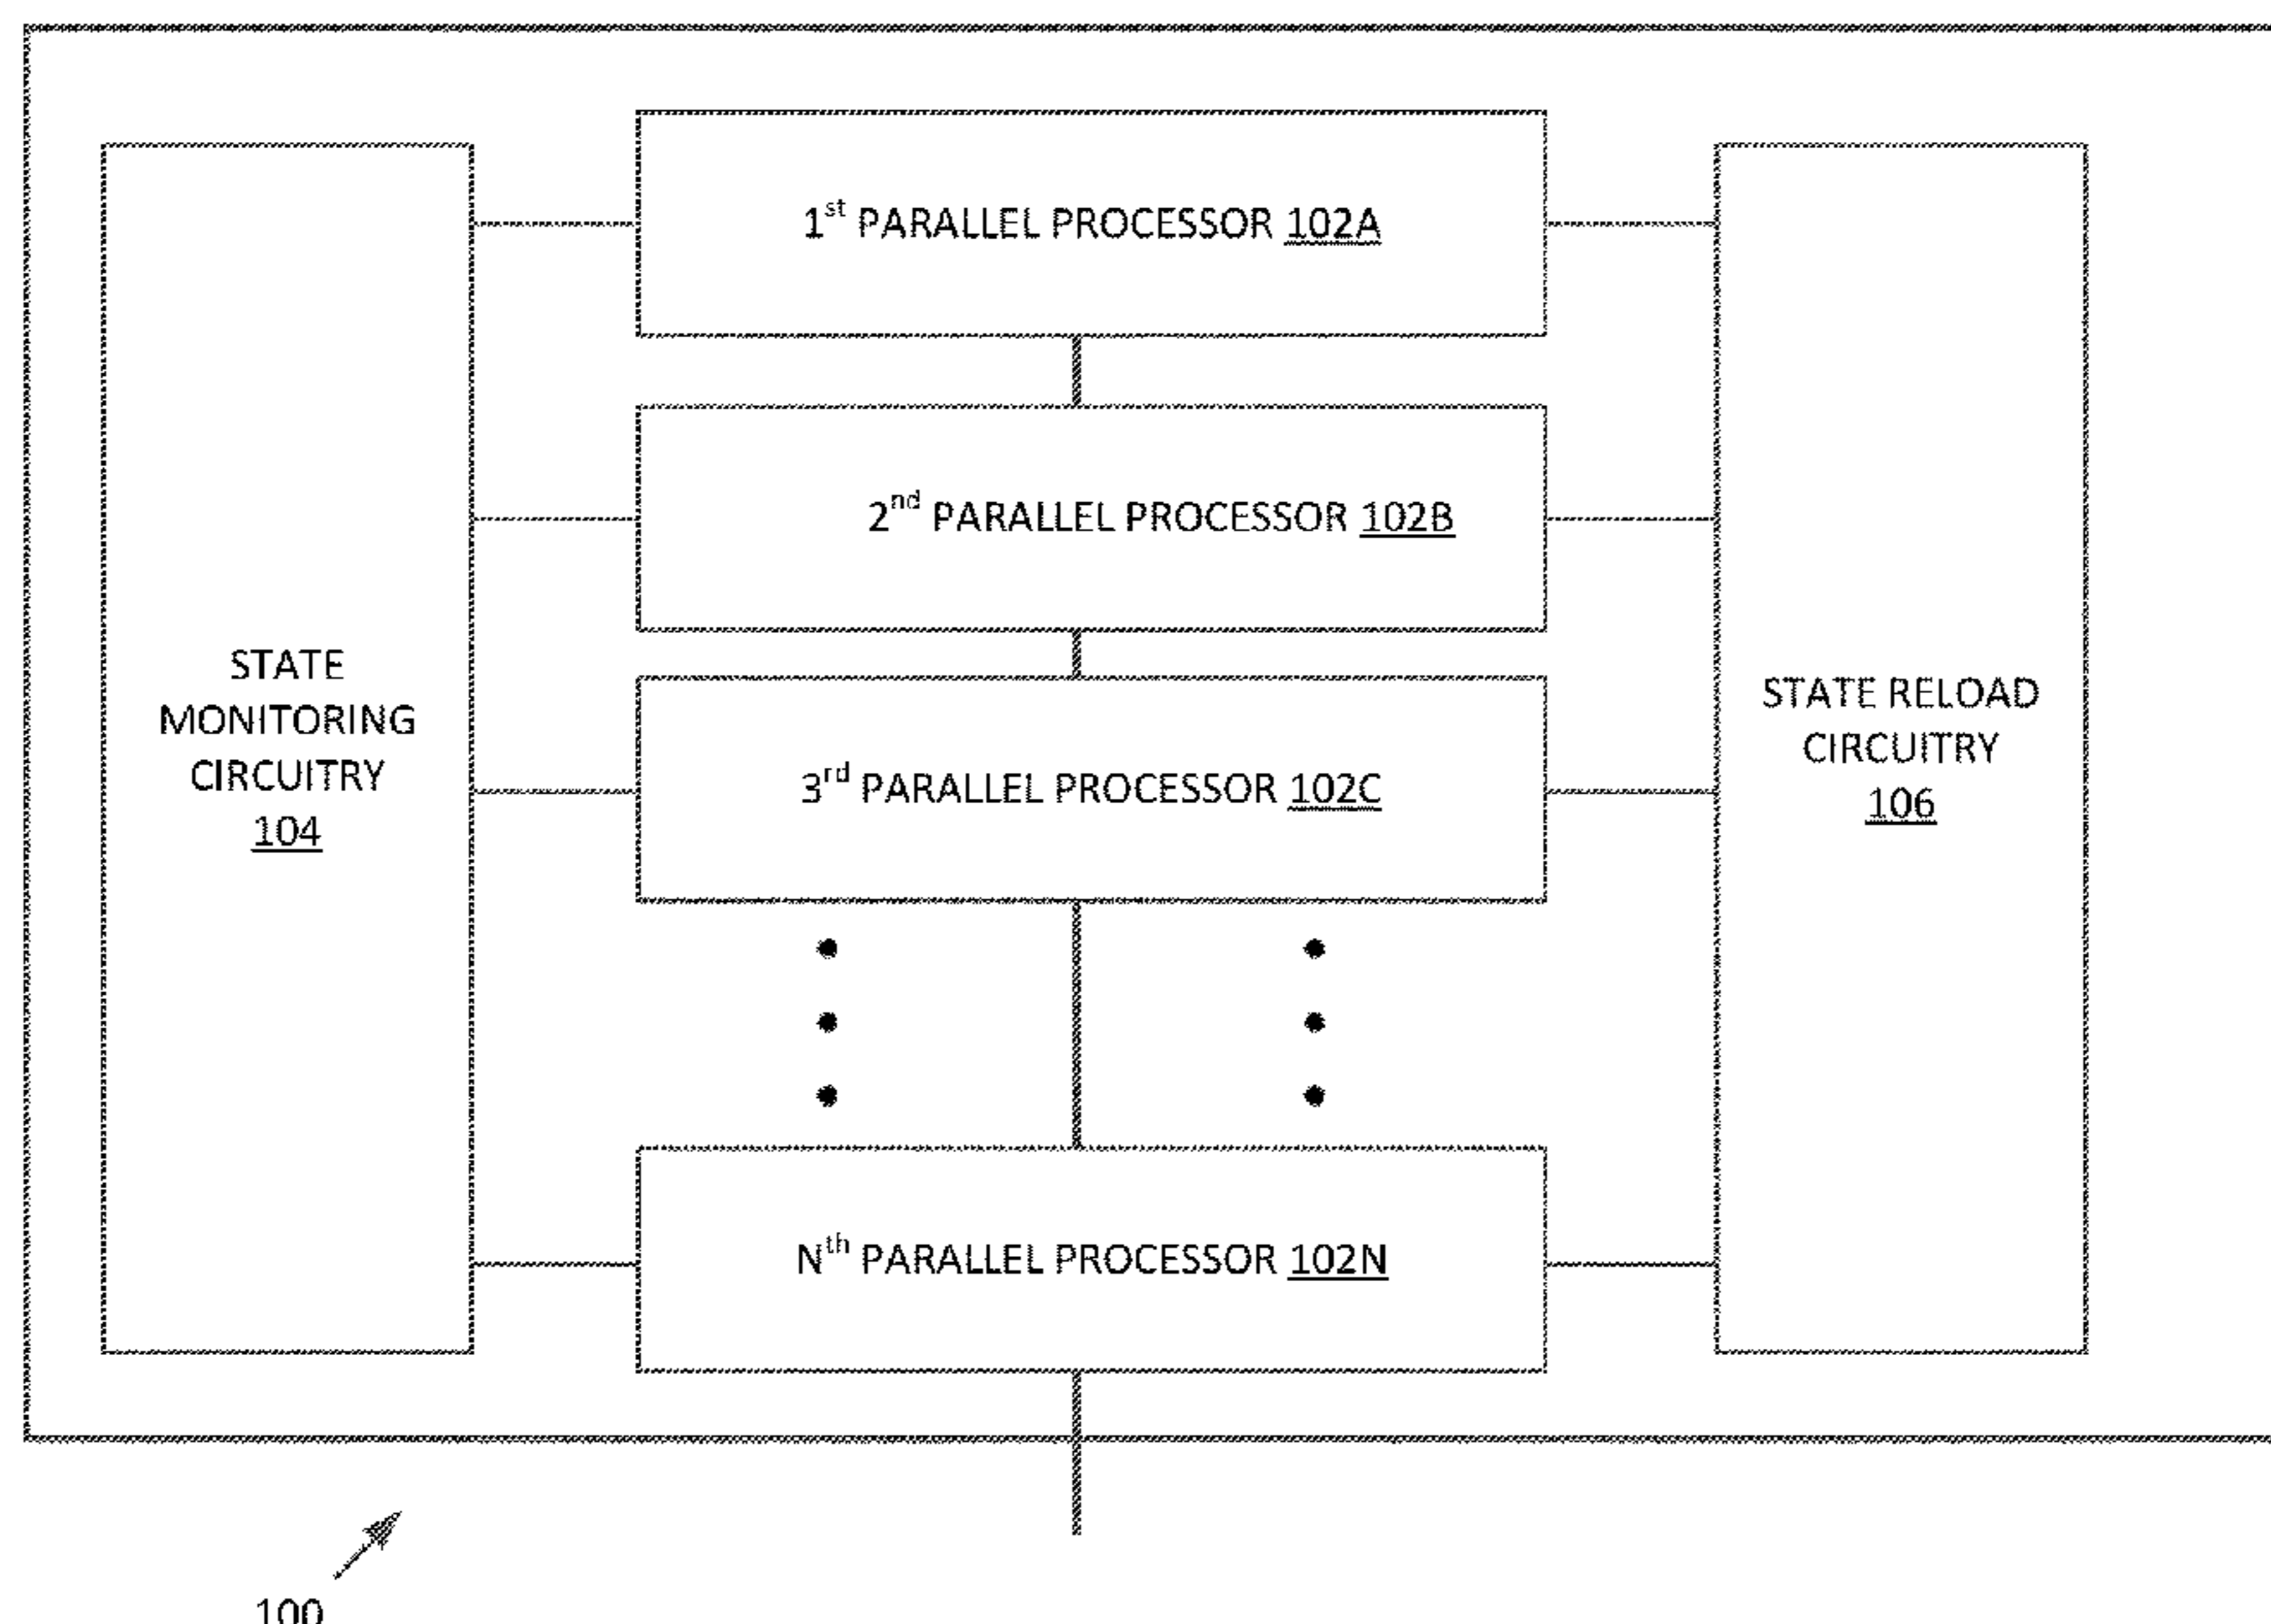 1st PARALLEL PROCESSOR 102A
2nd PARALLEL PROCESSOR 102B
STATE
MONITORING
CIRCUITRY
104
3rd PARALLEL PROCESSOR 102C
STATE RELOAD
CIRCUITRY
106
Nth PARALLEL PROCESSOR 102N
100